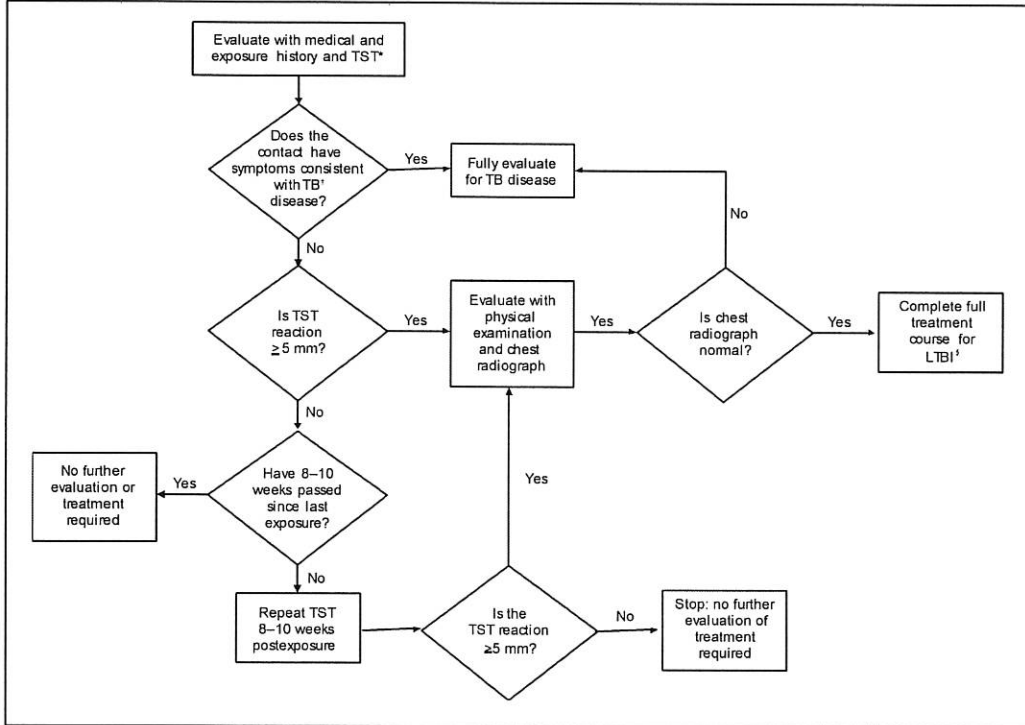 Evaluate with medical and
exposure history and TST*
Does the
contact have
symptoms consistent
with TB†
disease?
Yes
Fully evaluate
for TB disease
No
No
Is TST
reaction
≥ 5 mm?
Yes
Evaluate with
physical
examination
and chest
radiograph
Yes
Is chest
radiograph
normal?
Yes
Complete full
treatment
course for
LTBI§
No
Have 8–10
weeks passed
since last
exposure?
Yes
No further
evaluation or
treatment
required
Yes
No
Repeat TST
8–10 weeks
postexposure
Is the
TST reaction
≥5 mm?
No
Stop: no further
evaluation of
treatment
required